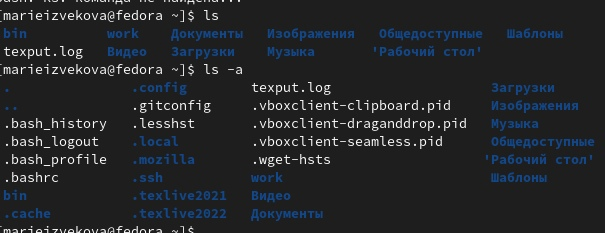 bash: ks: команда не найдена...
[marieizvekova@fedora ~]$ ls
bin work Документы Изображения Общедоступные Шаблоны
texput.log Видео Загрузки Музыка 'Рабочий стол'
[marieizvekova@fedora ~]$ ls -a
. .config texput.log Загрузки
.. .gitconfig .vboxclient-clipboard.pid Изображения
.bash_history .lesshst .vboxclient-draganddrop.pid Музыка
.bash_logout .local .vboxclient-seamless.pid Общедоступные
.bash_profile .mozilla .wget-hsts 'Рабочий стол'
.bashrc .ssh work Шаблоны
bin .texlive2021 Видео
.cache .texlive2022 Документы
[marieizvekova@fedora ~]$